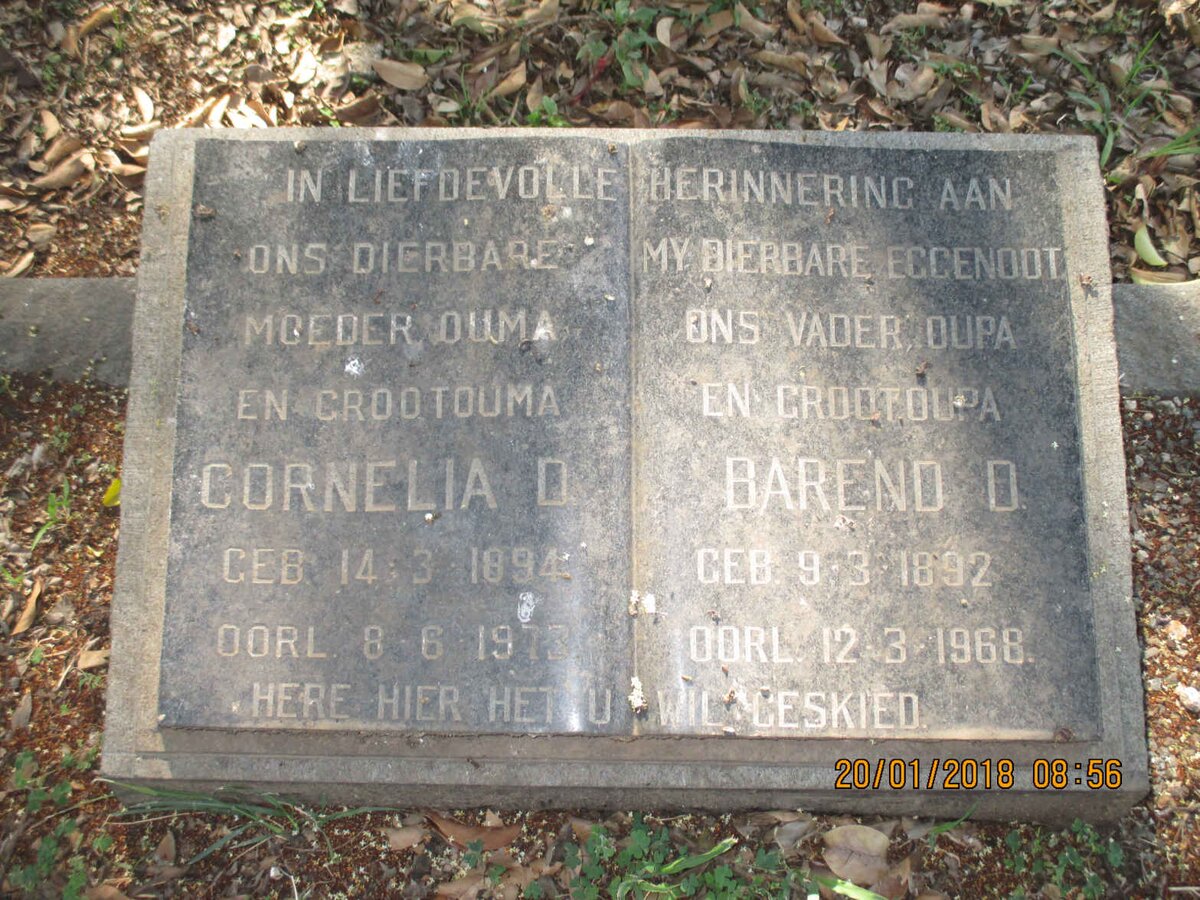 IN LIEFDEVOLLE HERINNERING AAN
ONS DIERBARE
MOEDER, OUMA
EN GROOTOUMA
CORNELIA D.
GEB. 14-3-1894
OORL. 8-6-1973
MY DIERBARE EGGENOOT,
ONS VADER, OUPA
EN GROOTOUPA
BAREND D.
GEB. 9-3-1892
OORL. 12-3-1968.
HERE HIER HET U WIL GESKIED.
20/01/2018 08:56